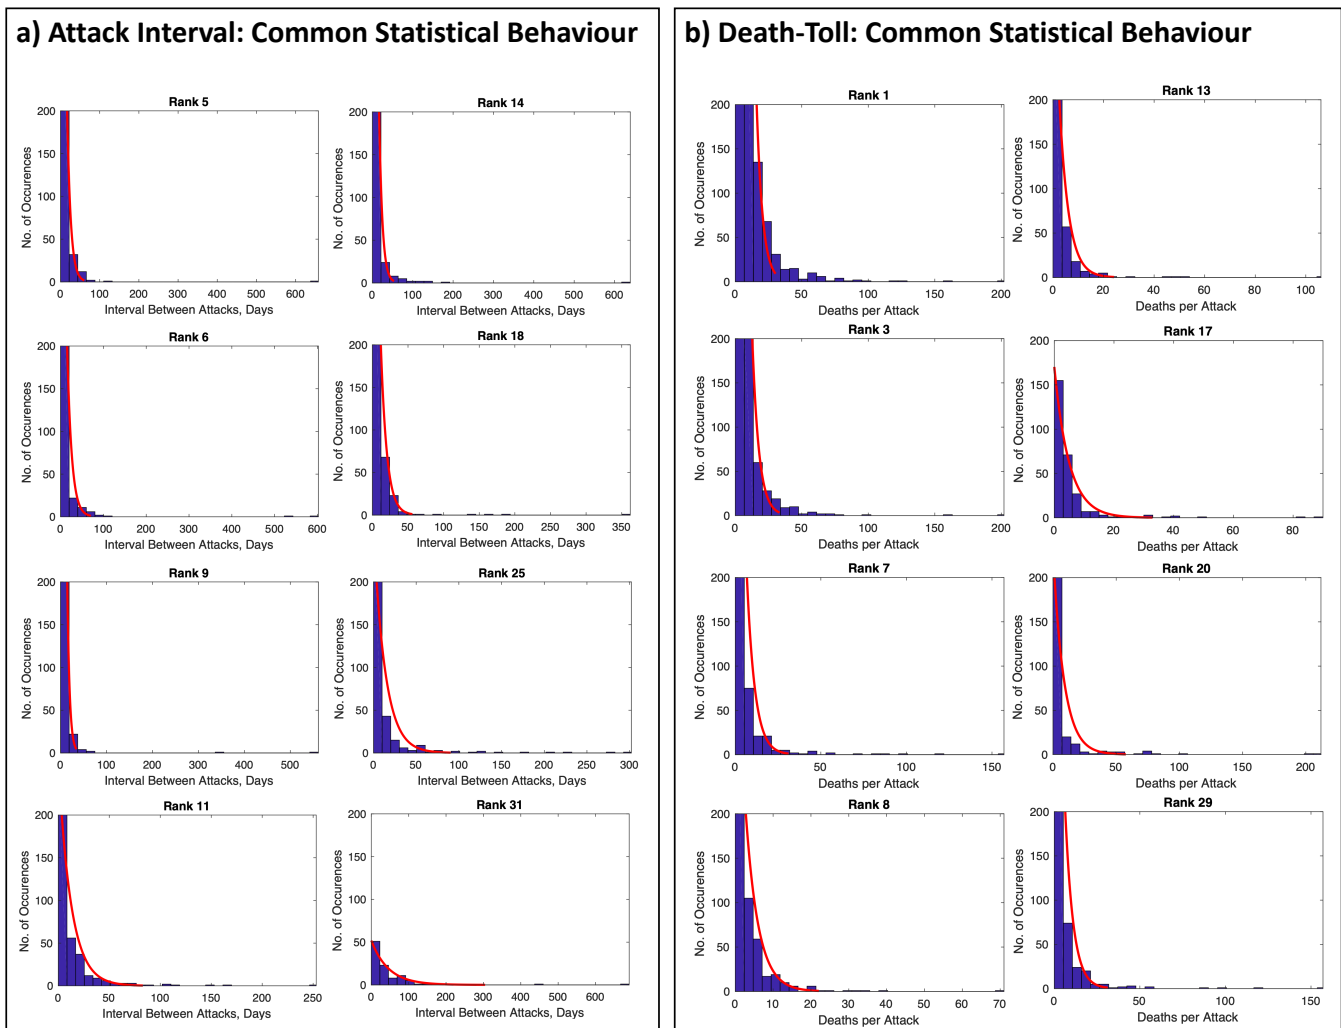 a) Attack Interval: Common Statistical Behaviour
Rank 5
200
150
100
50
0
No. of Occurences
0 100 200 300 400 500 600
Interval Between Attacks, Days
Rank 14
200
150
100
50
0
No. of Occurences
0 100 200 300 400 500 600
Interval Between Attacks, Days
Rank 6
200
150
100
50
0
No. of Occurences
0 100 200 300 400 500 600
Interval Between Attacks, Days
Rank 18
200
150
100
50
0
No. of Occurences
0 50 100 150 200 250 300 350
Interval Between Attacks, Days
Rank 9
200
150
100
50
0
No. of Occurences
0 100 200 300 400 500
Interval Between Attacks, Days
Rank 25
200
150
100
50
0
No. of Occurences
0 50 100 150 200 250 300
Interval Between Attacks, Days
Rank 11
200
150
100
50
0
No. of Occurences
0 50 100 150 200 250
Interval Between Attacks, Days
Rank 31
200
150
100
50
0
No. of Occurences
0 100 200 300 400 500 600
Interval Between Attacks, Days
b) Death-Toll: Common Statistical Behaviour
Rank 1
200
150
100
50
0
No. of Occurences
0 50 100 150 200
Deaths per Attack
Rank 13
200
150
100
50
0
No. of Occurences
0 20 40 60 80 100
Deaths per Attack
Rank 3
200
150
100
50
0
No. of Occurences
0 50 100 150 200
Deaths per Attack
Rank 17
200
150
100
50
0
No. of Occurences
0 20 40 60 80
Deaths per Attack
Rank 7
200
150
100
50
0
No. of Occurences
0 50 100 150
Deaths per Attack
Rank 20
200
150
100
50
0
No. of Occurences
0 50 100 150 200
Deaths per Attack
Rank 8
200
150
100
50
0
No. of Occurences
0 10 20 30 40 50 60 70
Deaths per Attack
Rank 29
200
150
100
50
0
No. of Occurences
0 50 100 150
Deaths per Attack